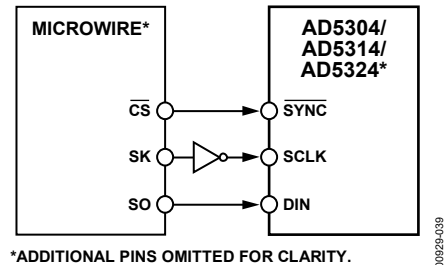 MICROWIRE*
AD5304/
AD5314/
AD5324*
CS
SYNC
SK
SCLK
SO
DIN
*ADDITIONAL PINS OMITTED FOR CLARITY.
00929-039